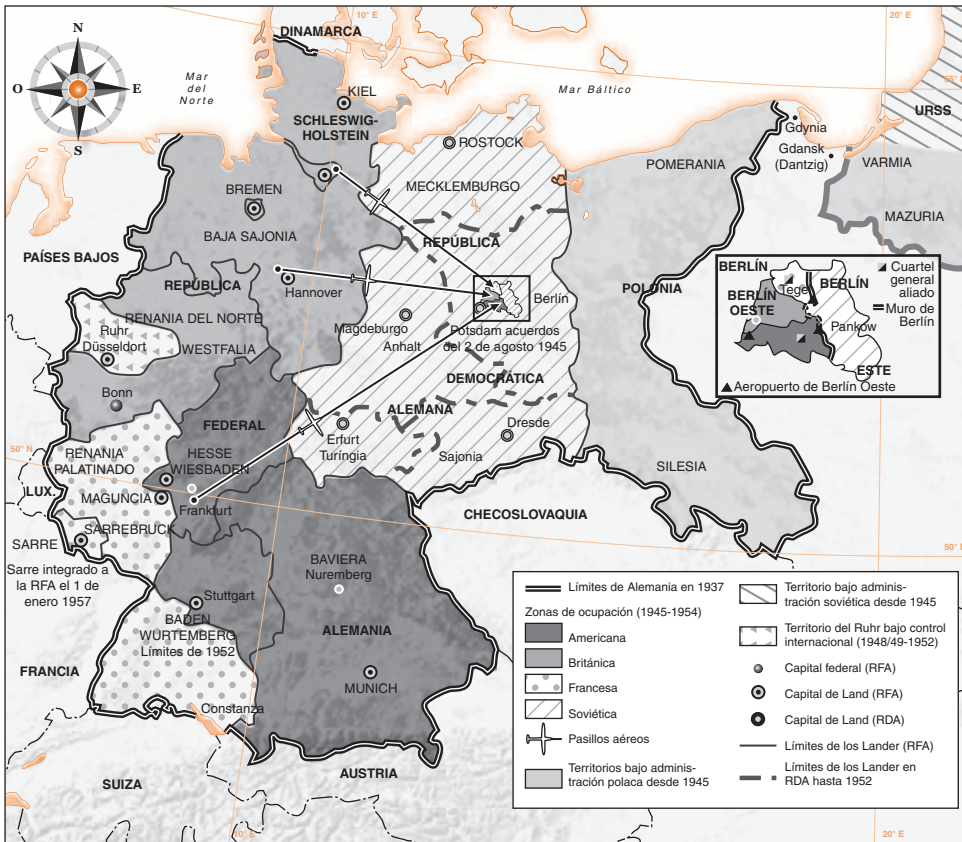 10° E
20° E
DINAMARCA
N
O
E
S
Mar
del
Norte
Mar Báltico
55° N
URSS
KIEL
SCHLESWIG-
HOLSTEIN
ROSTOCK
Gdynia
Gdansk
(Dantzig)
POMERANIA
VARMIA
MECKLEMBURGO
MAZURIA
BREMEN
BAJA SAJONIA
REPÚBLICA
PAÍSES BAJOS
REPÚBLICA
Hannover
Berlín
POLONIA
BERLÍN
Tegel
BERLÍN
BERLÍN
OESTE
Pankow
ESTE
Cuartel
general
aliado
Muro de
Berlín
Aeropuerto de Berlín Oeste
RENANIA DEL NORTE
Ruhr
Düsseldort
WESTFALIA
Magdeburgo
Anhalt
Potsdam acuerdos
del 2 de agosto 1945
Bonn
DEMOCRÁTICA
ALEMANA
FEDERAL
Erfurt
Turíngia
Dresde
Sajonia
50° N
RENANIA
PALATINADO
HESSE
WIESBADEN
SILESIA
LUX.
MAGUNCIA
Frankfurt
CHECOSLOVAQUIA
SARREBRUCK
SARRE
50° N
Sarre integrado a
la RFA el 1 de
enero 1957
BAVIERA
Nuremberg
Stuttgart
BADEN
WURTEMBERG
Límites de 1952
ALEMANIA
FRANCIA
MUNICH
Constanza
SUIZA
AUSTRIA
10° E
20° E
Límites de Alemania en 1937
Zonas de ocupación (1945-1954)
Americana
Británica
Francesa
Soviética
Pasillos aéreos
Territorios bajo adminis-
tración polaca desde 1945
Territorio bajo adminis-
tración soviética desde 1945
Territorio del Ruhr bajo control
internacional (1948/49-1952)
Capital federal (RFA)
Capital de Land (RFA)
Capital de Land (RDA)
Límites de los Lander (RFA)
Límites de los Lander en
RDA hasta 1952